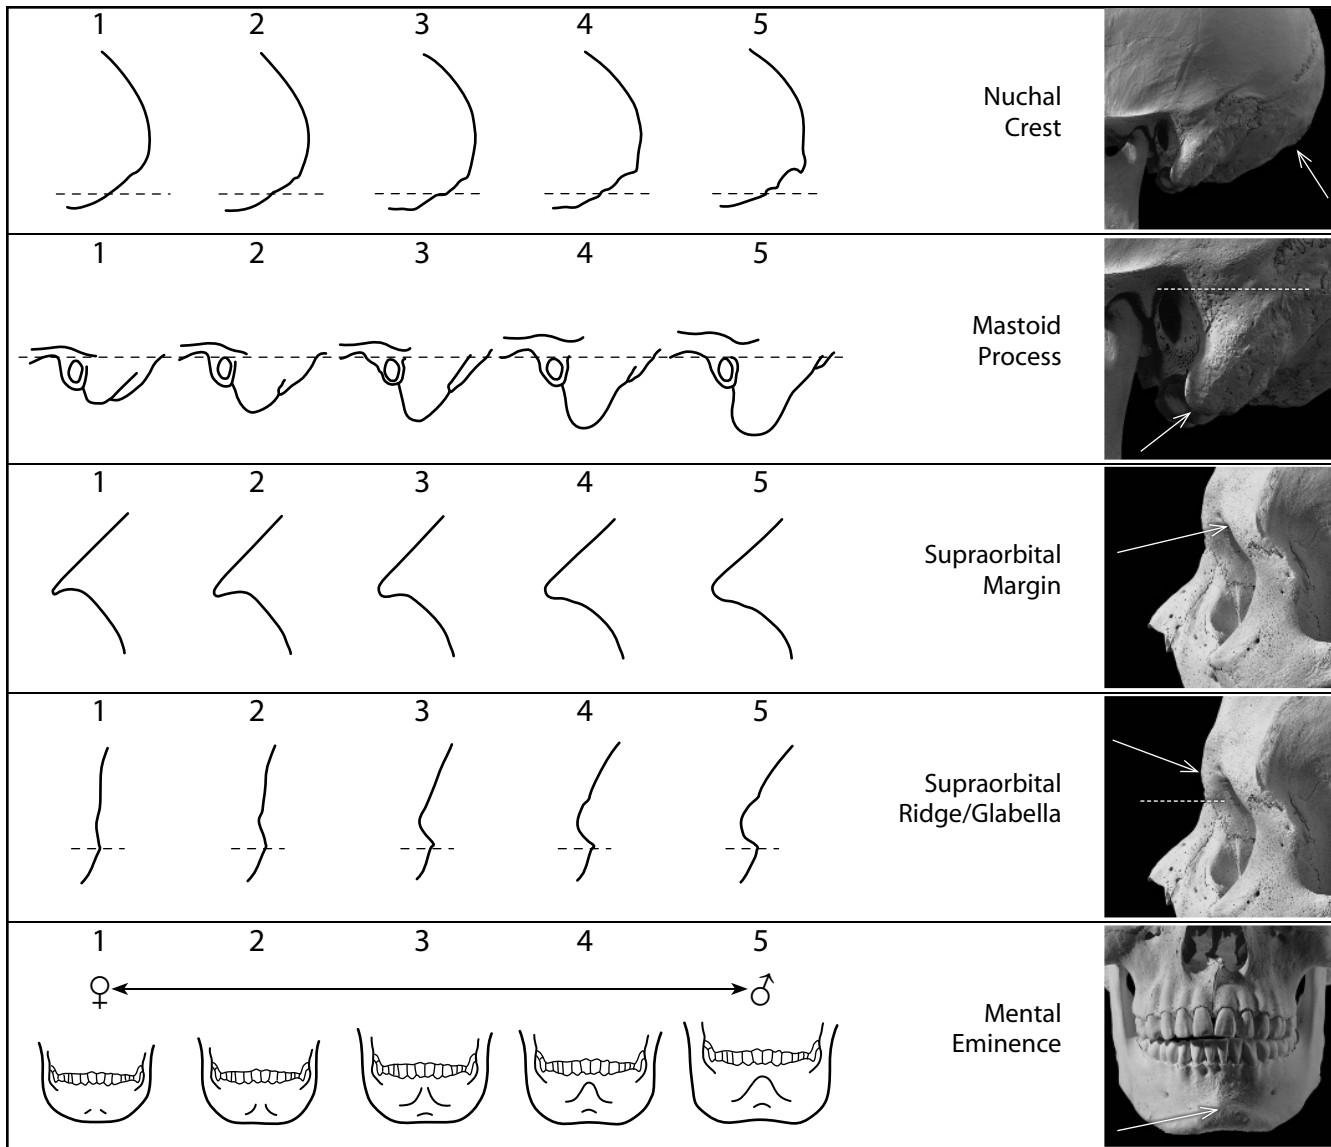 1 2 3 4 5
Nuchal
Crest
1 2 3 4 5
Mastoid
Process
1 2 3 4 5
Supraorbital
Margin
1 2 3 4 5
Supraorbital
Ridge/Glabella
1 2 3 4 5
♀ ♂
Mental
Eminence